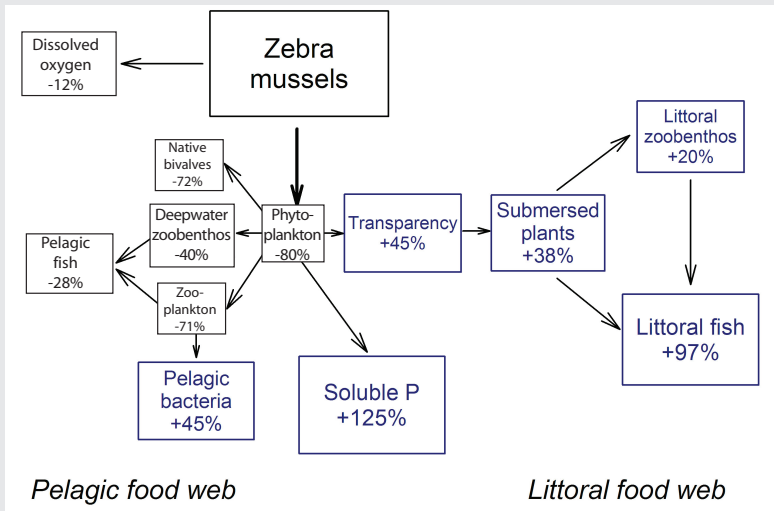 Zebra
mussels
Dissolved
oxygen
-12%
Native
bivalves
-72%
Deepwater
zoobenthos
-40%
Phyto-
plankton
-80%
Pelagic
fish
-28%
Zoo-
plankton
-71%
Pelagic
bacteria
+45%
Soluble P
+125%
Transparency
+45%
Submersed
plants
+38%
Littoral
zoobenthos
+20%
Littoral fish
+97%
Pelagic food web
Littoral food web